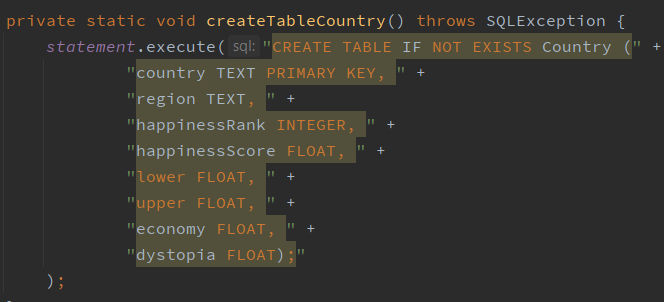 private static void createTableCountry() throws SQLException {
    statement.execute( sql: "CREATE TABLE IF NOT EXISTS Country (" +
            "country TEXT PRIMARY KEY, " +
            "region TEXT, " +
            "happinessRank INTEGER, " +
            "happinessScore FLOAT, " +
            "lower FLOAT, " +
            "upper FLOAT, " +
            "economy FLOAT, " +
            "dystopia FLOAT);"
    );